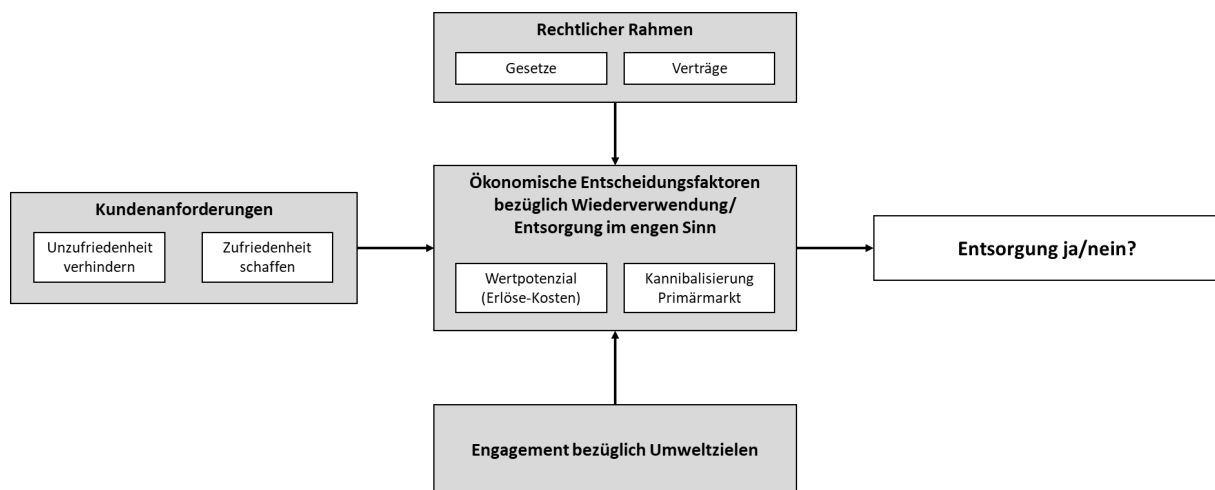 Rechtlicher Rahmen
Gesetze
Verträge
Kundenanforderungen
Unzufriedenheit
verhindern
Zufriedenheit
schaffen
Ökonomische Entscheidungsfaktoren
bezüglich Wiederverwendung/
Entsorgung im engen Sinn
Wertpotenzial
(Erlöse-Kosten)
Kannibalisierung
Primärmarkt
Entsorgung ja/nein?
Engagement bezüglich Umweltzielen